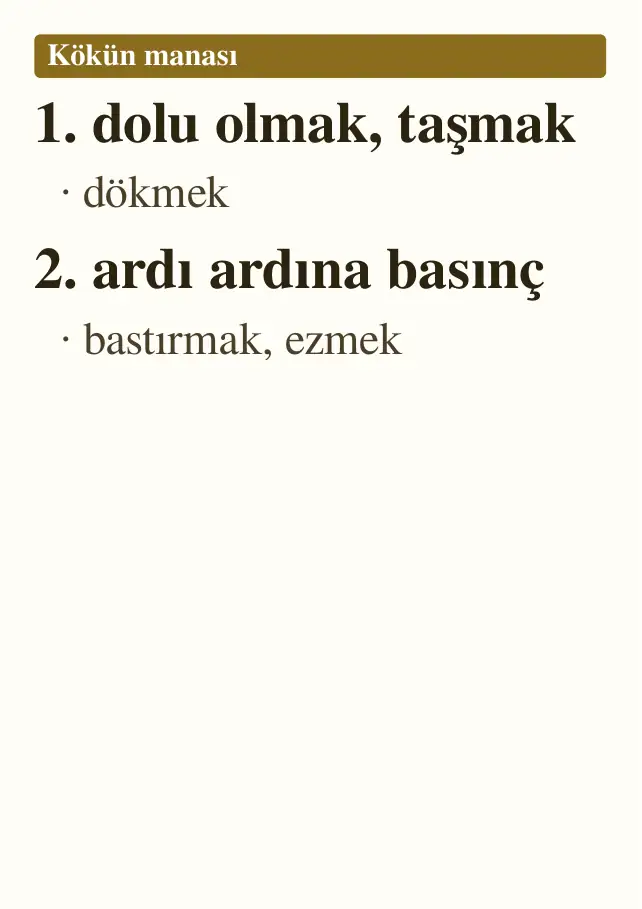 Kökün manası
1. dolu olmak, taşmak
· dökmek
2. ardı ardına basınç
· bastırmak, ezmek